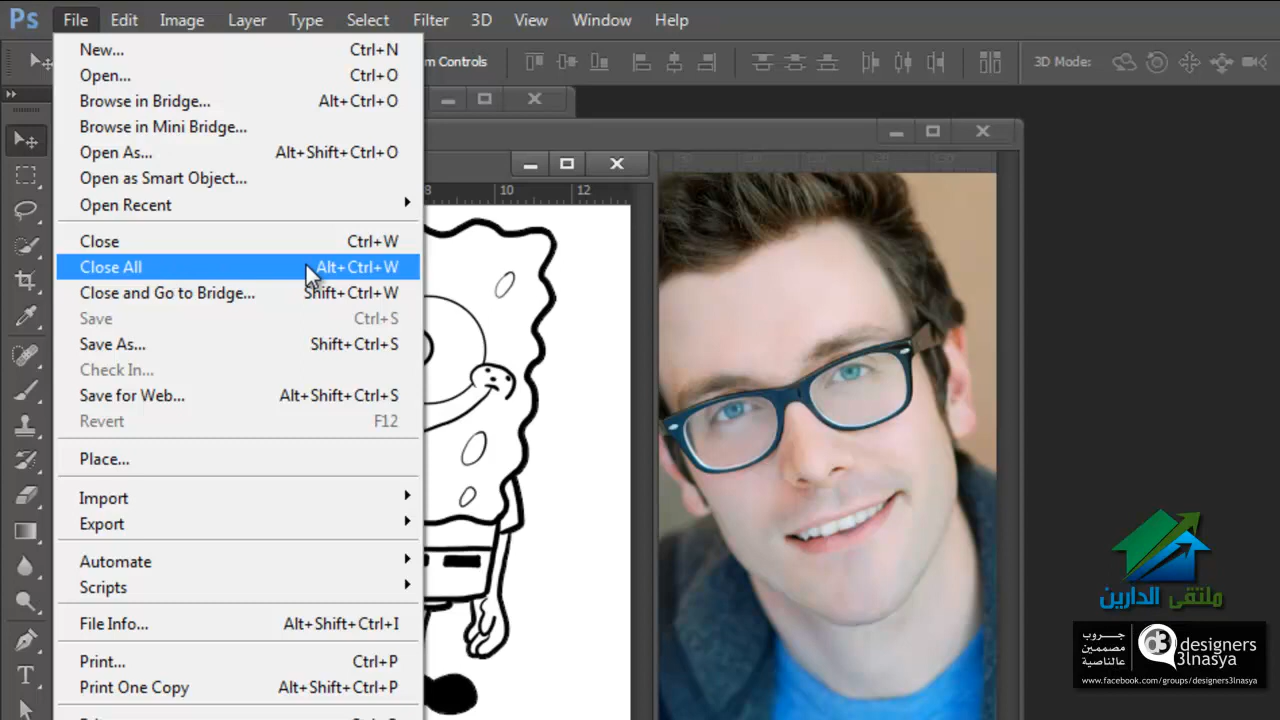 Ps File Edit Image Layer Type Select Filter 3D View Window Help
m Controls 3D Mode:
New... Ctrl+N
Open... Ctrl+O
Browse in Bridge... Alt+Ctrl+O
Browse in Mini Bridge...
Open As... Alt+Shift+Ctrl+O
Open as Smart Object...
Open Recent
Close Ctrl+W
Close All Alt+Ctrl+W
Close and Go to Bridge... Shift+Ctrl+W
Save Ctrl+S
Save As... Shift+Ctrl+S
Check In...
Save for Web... Alt+Shift+Ctrl+S
Revert F12
Place...
Import
Export
Automate
Scripts
File Info... Alt+Shift+Ctrl+I
Print... Ctrl+P
Print One Copy Alt+Shift+Ctrl+P
8 10 12
ملتقى الدارين
جروب
مصممين
عالناصية
d3 designers
3lnasya
www.facebook.com/groups/designers3lnasya